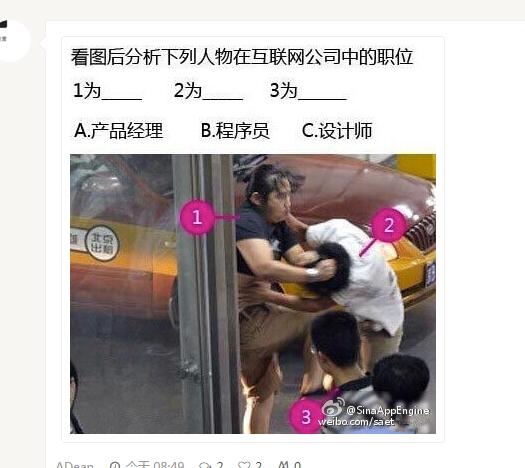 看图后分析下列人物在互联网公司中的职位
1为_____ 2为_____ 3为______
A.产品经理 B.程序员 C.设计师
1
2
北京
出租
3
@SinaAppEngine
weibo.com/saet
ADean 今天 08:49 2 2 0